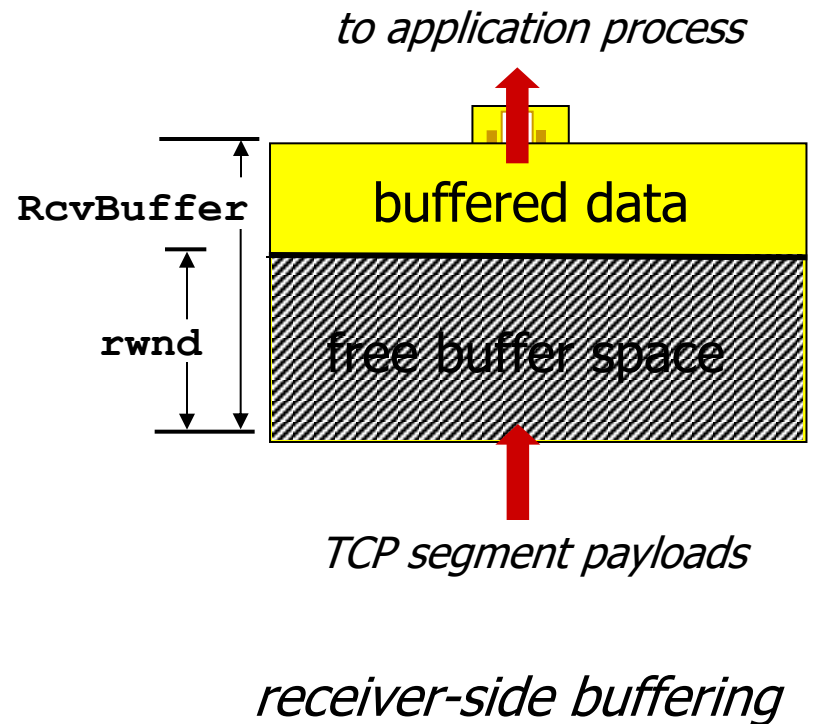 to application process
RcvBuffer
buffered data
rwnd
free buffer space
TCP segment payloads
receiver-side buffering